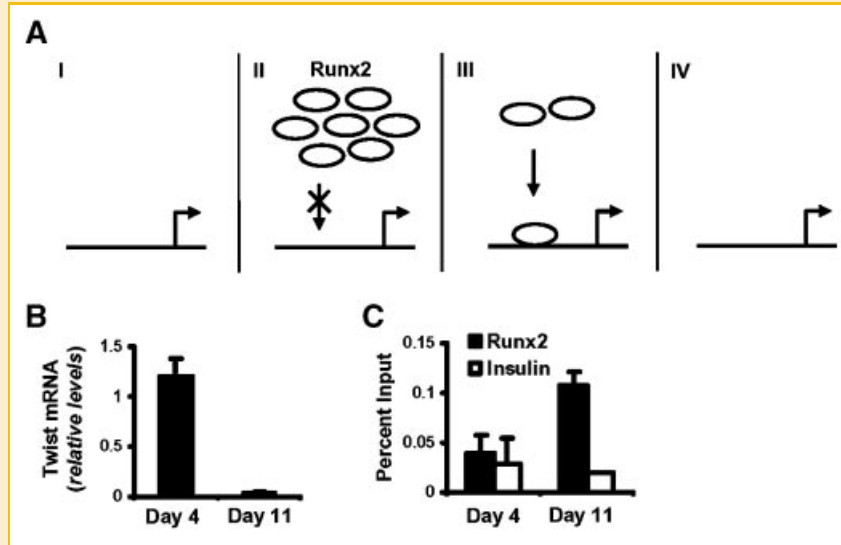 A
I II Runx2 III IV
B
Twist mRNA
(relative levels)
1.5
1
0.5
0
Day 4 Day 11
C
Percent Input
0.15
0.1
0.05
0
Runx2
Insulin
Day 4 Day 11